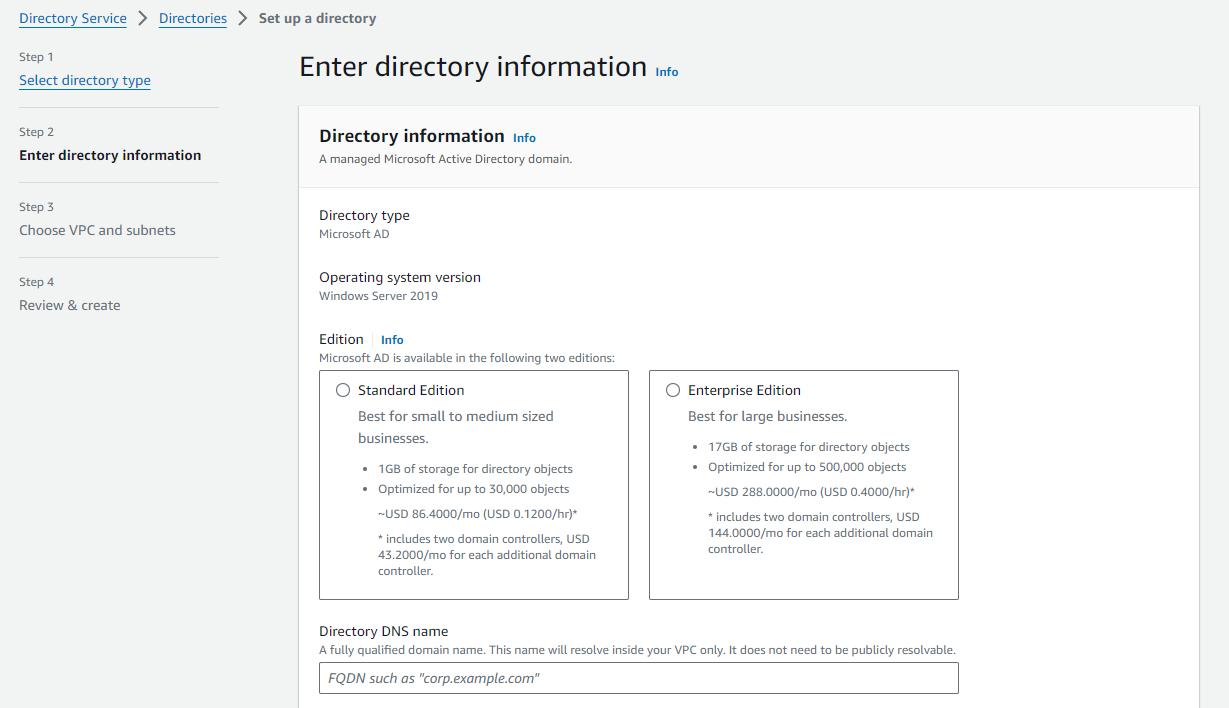 Directory Service > Directories > Set up a directory
Step 1
Select directory type
Step 2
Enter directory information
Step 3
Choose VPC and subnets
Step 4
Review & create
Enter directory information Info
Directory information Info
A managed Microsoft Active Directory domain.
Directory type
Microsoft AD
Operating system version
Windows Server 2019
Edition Info
Microsoft AD is available in the following two editions:
Standard Edition
Best for small to medium sized
businesses.
• 1GB of storage for directory objects
• Optimized for up to 30,000 objects
~USD 86.4000/mo (USD 0.1200/hr)*
* includes two domain controllers, USD
43.2000/mo for each additional domain
controller.
Enterprise Edition
Best for large businesses.
• 17GB of storage for directory objects
• Optimized for up to 500,000 objects
~USD 288.0000/mo (USD 0.4000/hr)*
* includes two domain controllers, USD
144.0000/mo for each additional domain
controller.
Directory DNS name
A fully qualified domain name. This name will resolve inside your VPC only. It does not need to be publicly resolvable.
FQDN such as "corp.example.com"